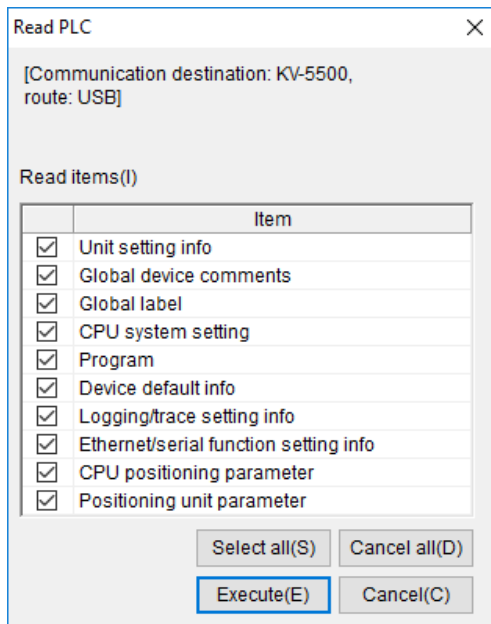 Read PLC
[Communication destination: KV-5500,
route: USB]
Read items(I)
Item
Unit setting info
Global device comments
Global label
CPU system setting
Program
Device default info
Logging/trace setting info
Ethernet/serial function setting info
CPU positioning parameter
Positioning unit parameter
Select all(S) Cancel all(D)
Execute(E) Cancel(C)